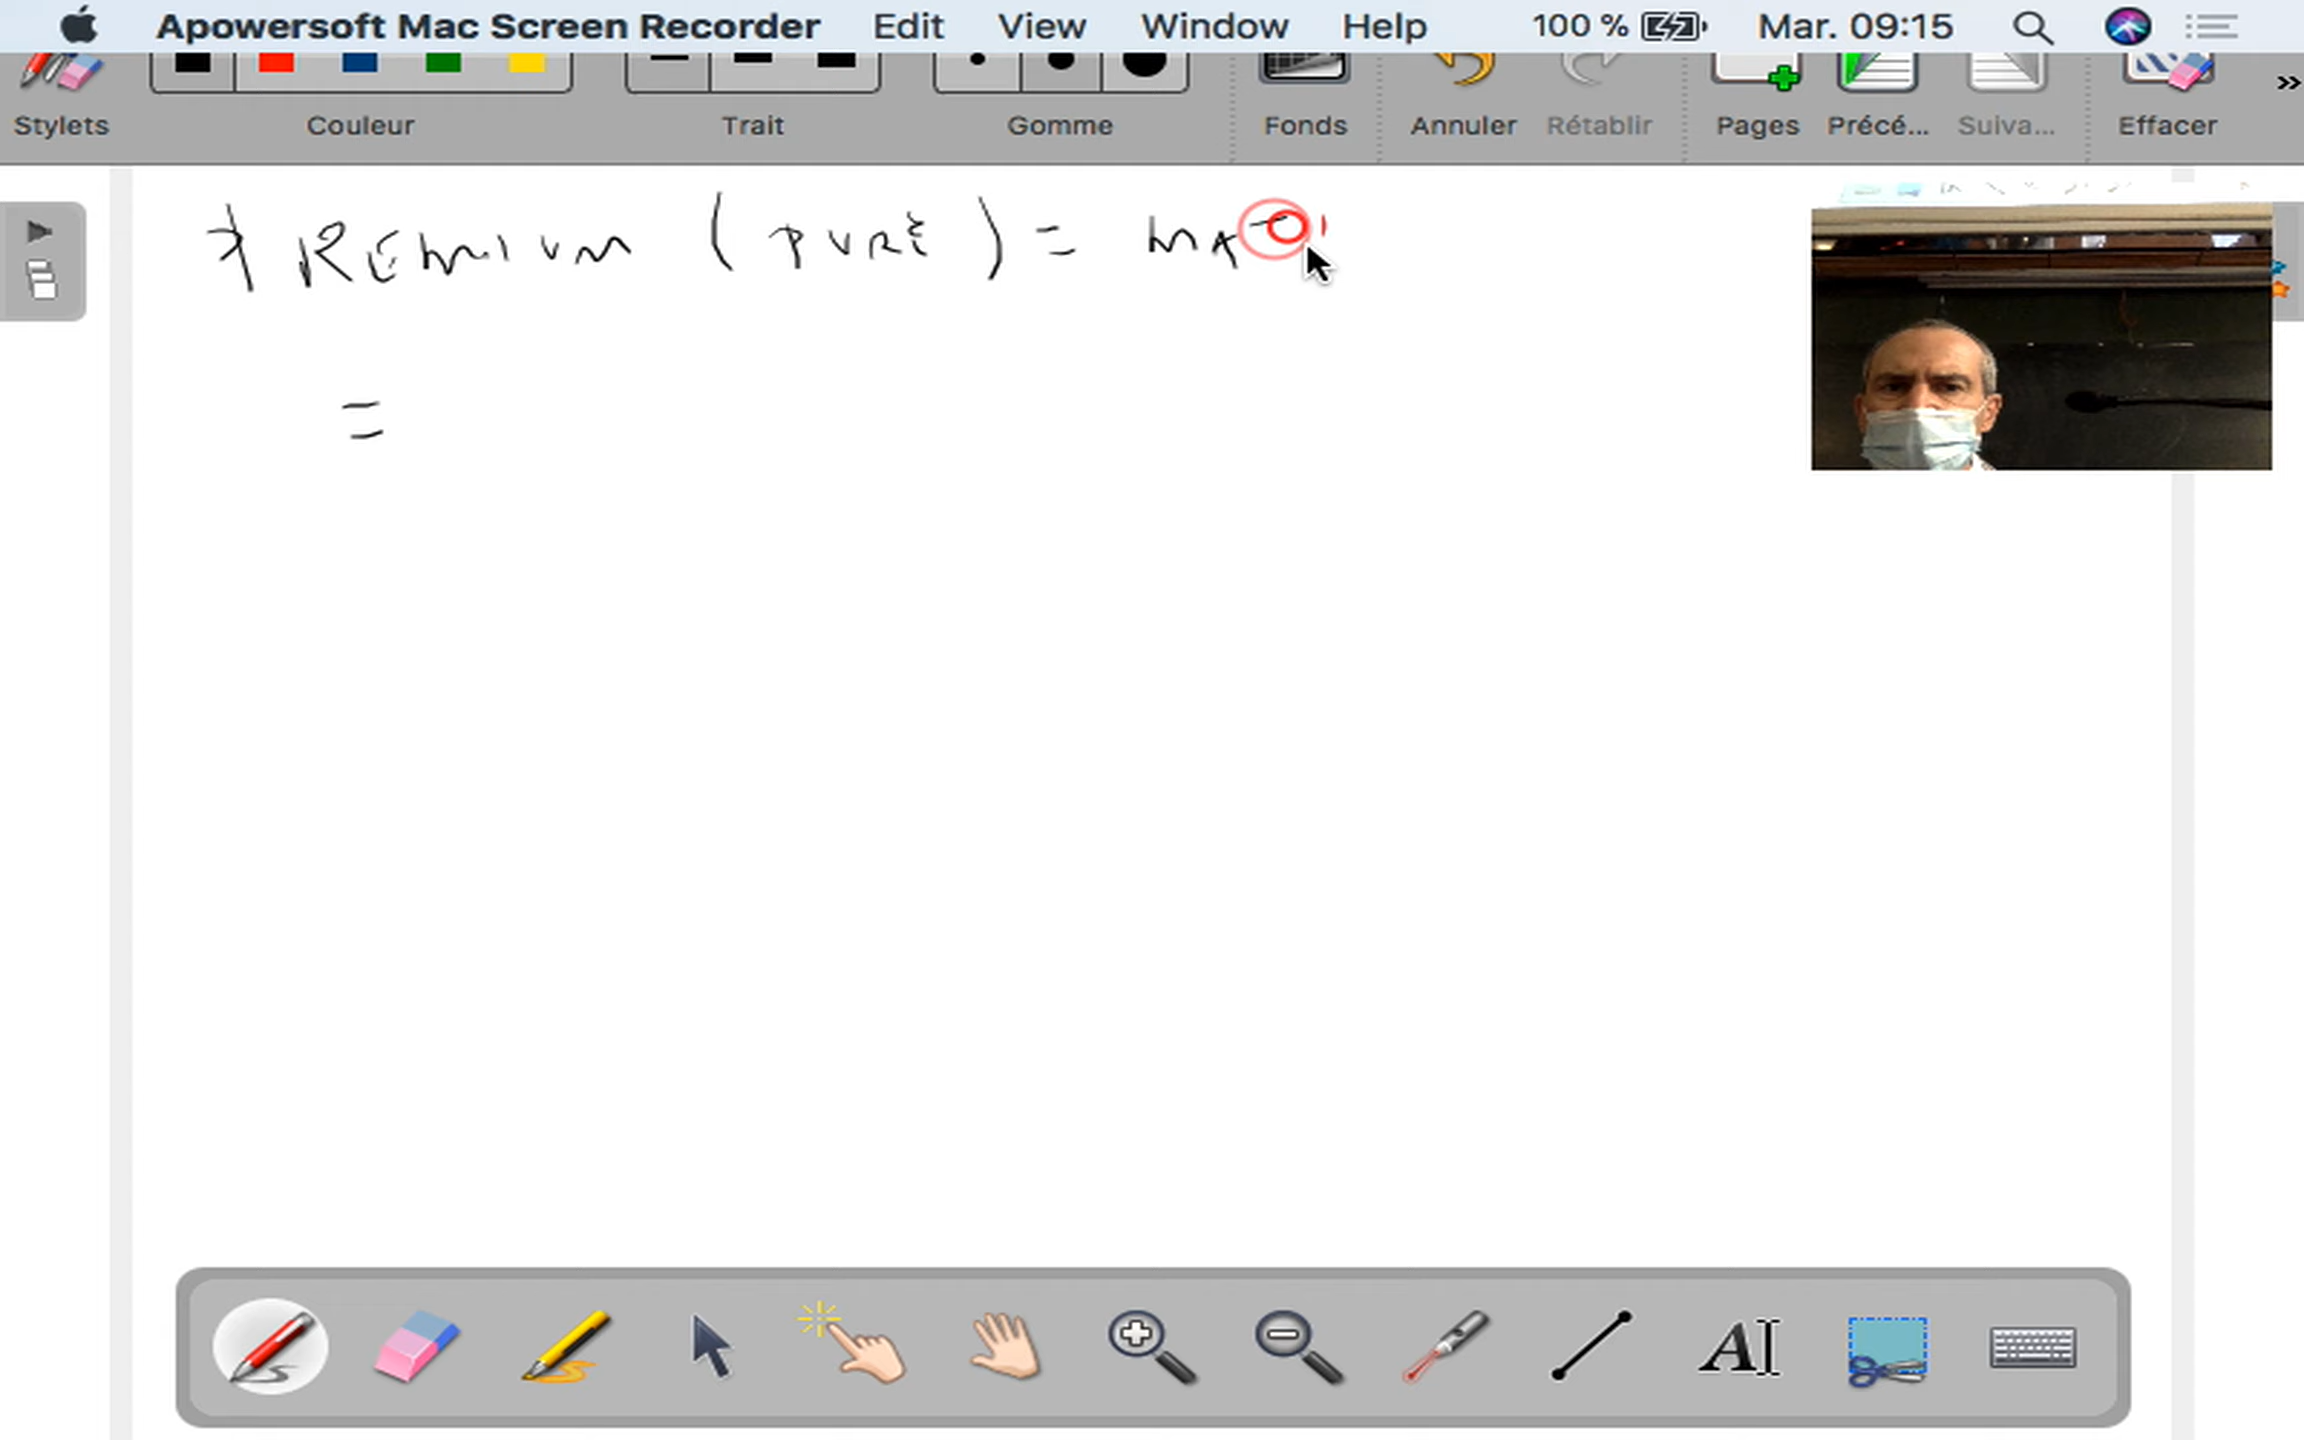 Apowersoft Mac Screen Recorder Edit View Window Help 100 % Mar. 09:15
Stylets Couleur Trait Gomme Fonds Annuler Rétablir Pages Précé... Suiva... Effacer »
PREMIUM (PURE) =
=
AI